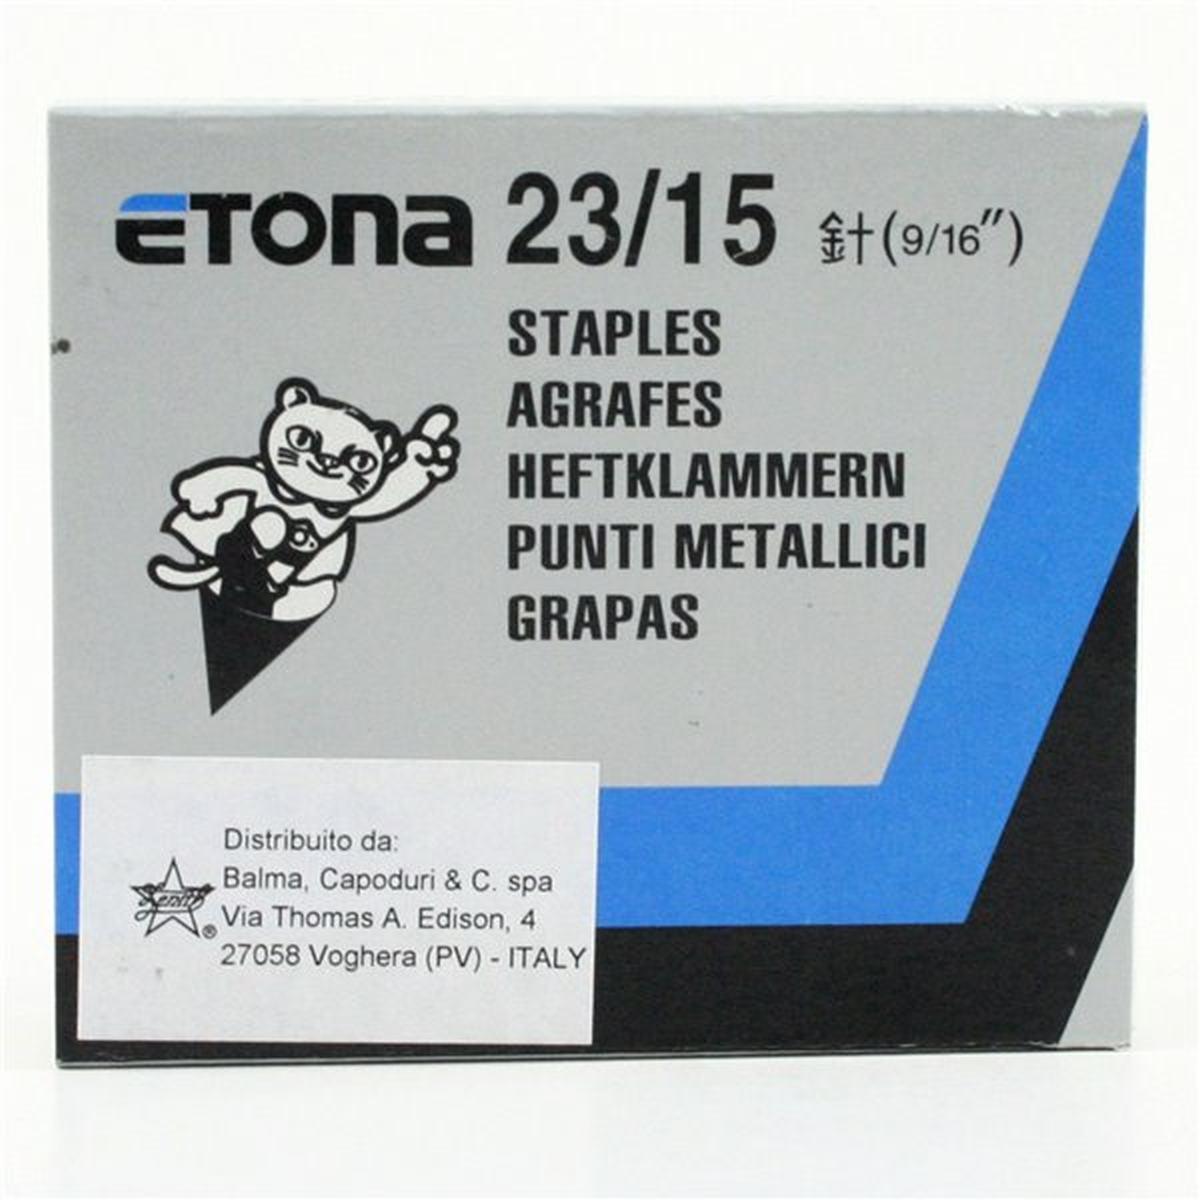 ETONA 23/15 針(9/16″)
STAPLES
AGRAFES
HEFTKLAMMERN
PUNTI METALLICI
GRAPAS
Distribuito da:
Zenith®
Balma, Capoduri & C. spa
Via Thomas A. Edison, 4
27058 Voghera (PV) - ITALY